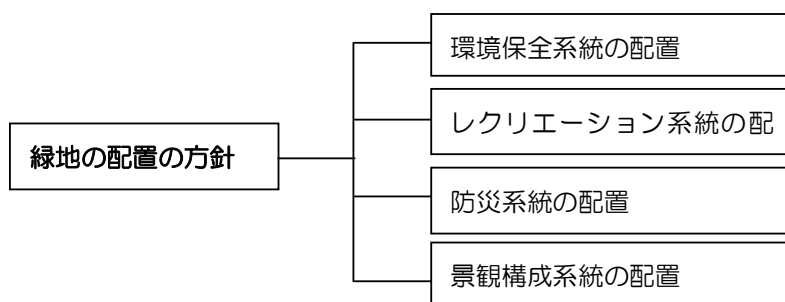 環境保全系統の配置
レクリエーション系統の配
緑地の配置の方針
防災系統の配置
景観構成系統の配置